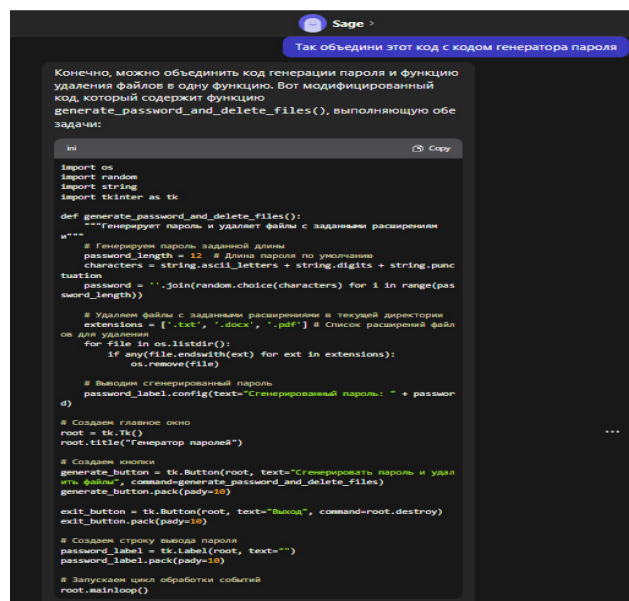 Sage >
Так объедини этот код с кодом генератора пароля
Конечно, можно объединить код генерации пароля и функцию
удаления файлов в одну функцию. Вот модифицированный
код, который содержит функцию
generate_password_and_delete_files(), выполняющую обе
задачи:
ini
Copy
import os
import random
import string
import tkinter as tk
def generate_password_and_delete_files():
"""Генерирует пароль и удаляет файлы с заданными расширениям
и"""
# Генерируем пароль заданной длины
password_length = 12 # Длина пароля по умолчанию
characters = string.ascii_letters + string.digits + string.punc
tuation
password = ''.join(random.choice(characters) for i in range(pas
sword_length))
# Удаляем файлы с заданными расширениями в текущей директории
extensions = ['.txt', '.docx', '.pdf'] # Список расширений файл
ов для удаления
for file in os.listdir():
if any(file.endswith(ext) for ext in extensions):
os.remove(file)
# Выводим сгенерированный пароль
password_label.config(text="Сгенерированный пароль: " + passwor
d)
# Создаем главное окно
root = tk.Tk()
root.title("Генератор паролей")
# Создаем кнопки
generate_button = tk.Button(root, text="Сгенерировать пароль и удал
ить файлы", command=generate_password_and_delete_files)
generate_button.pack(pady=10)
exit_button = tk.Button(root, text="Выход", command=root.destroy)
exit_button.pack(pady=10)
# Создаем строку вывода пароля
password_label = tk.Label(root, text="")
password_label.pack(pady=10)
# Запускаем цикл обработки событий
root.mainloop()